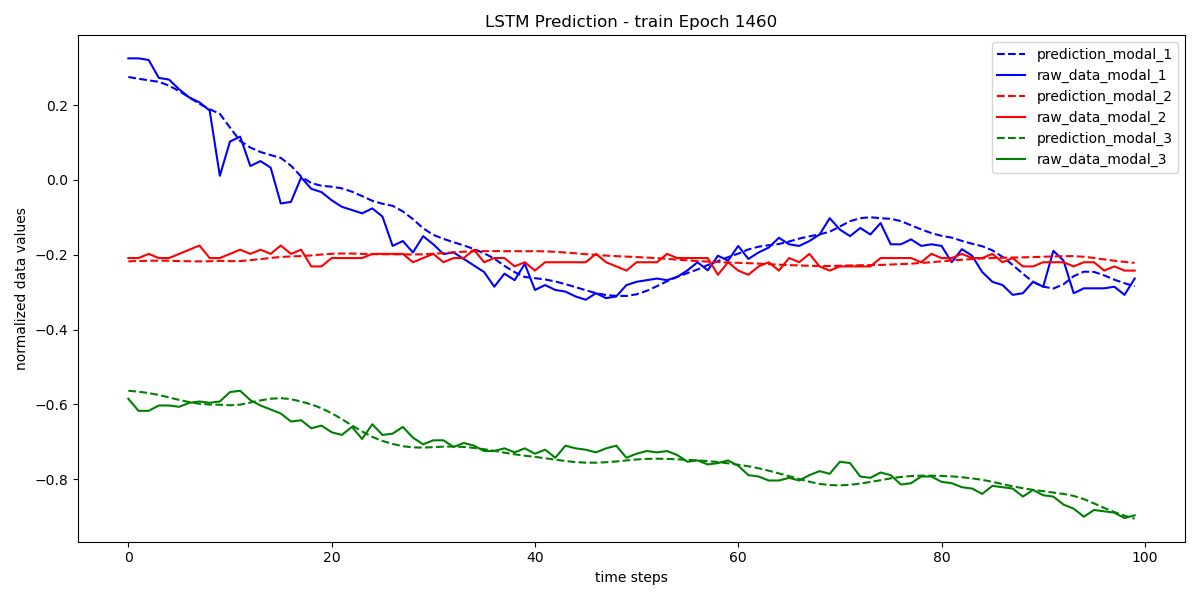 LSTM Prediction - train Epoch 1460
prediction_modal_1
raw_data_modal_1
prediction_modal_2
raw_data_modal_2
prediction_modal_3
raw_data_modal_3
normalized data values
0.2
0.0
−0.2
−0.4
−0.6
−0.8
0 20 40 60 80 100
time steps